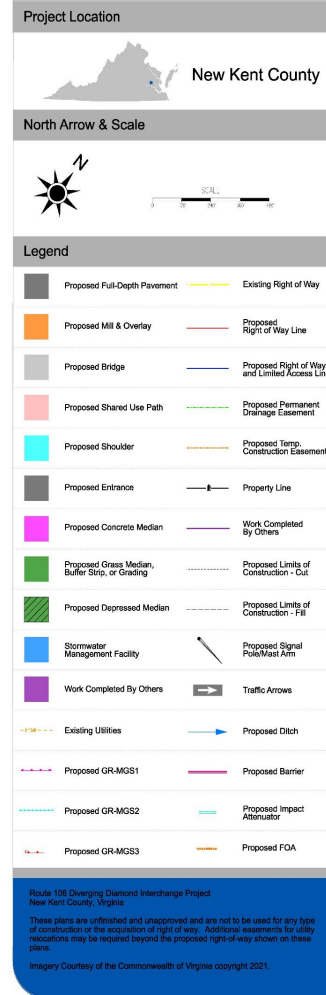 Project Location
New Kent County
North Arrow & Scale
N
SCALE
0 120' 240' 360 480'
Legend
Proposed Full-Depth Pavement
Existing Right of Way
Proposed Mill & Overlay
Proposed
Right of Way Line
Proposed Bridge
Proposed Right of Way
and Limited Access Lin
Proposed Shared Use Path
Proposed Permanent
Drainage Easement
Proposed Shoulder
Proposed Temp.
Construction Easement
Proposed Entrance
Property Line
Proposed Concrete Median
Work Completed
By Others
Proposed Grass Median,
Buffer Strip, or Grading
Proposed Limits of
Construction - Cut
Proposed Depressed Median
Proposed Limits of
Construction - Fill
Stormwater
Management Facility
Proposed Signal
Pole/Mast Arm
Work Completed By Others
Traffic Arrows
Existing Utilities
Proposed Ditch
Proposed GR-MGS1
Proposed Barrier
Proposed GR-MGS2
Proposed Impact
Attenuator
Proposed GR-MGS3
Proposed FOA
Route 106 Diverging Diamond Interchange Project
New Kent County, Virginia
These plans are unfinished and unapproved and are not to be used for any type
of construction or the acquisition of right of way. Additional easements for utility
relocations may be required beyond the proposed right-of-way shown on these
plans.
Imagery Courtesy of the Commonwealth of Virginia copyright 2021.